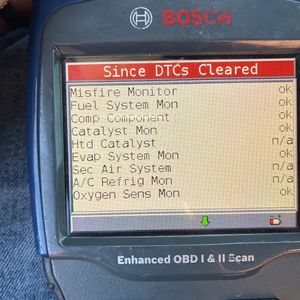 BOSCH
Since DTCs Cleared
Misfire Monitor ok
Fuel System Mon ok
Comp Component ok
Catalyst Mon ok
Htd Catalyst n/a
Evap System Mon ok
Sec Air System n/a
A/C Refrig Mon n/a
Oxygen Sens Mon ok
Enhanced OBD I & II Scan